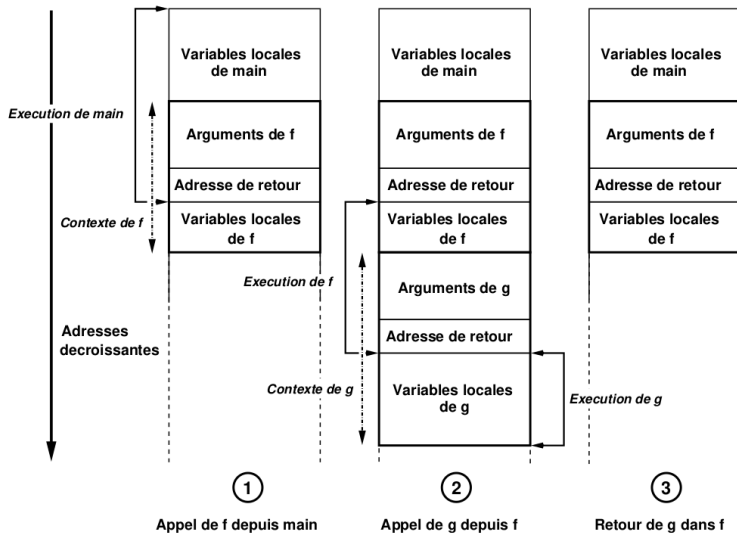 Variables locales
de main
Arguments de f
Adresse de retour
Variables locales
de f
Execution de main
Contexte de f
Adresses
decroissantes
1
Appel de f depuis main
Variables locales
de main
Arguments de f
Adresse de retour
Variables locales
de f
Arguments de g
Adresse de retour
Variables locales
de g
Execution de f
Contexte de g
Execution de g
2
Appel de g depuis f
Variables locales
de main
Arguments de f
Adresse de retour
Variables locales
de f
3
Retour de g dans f